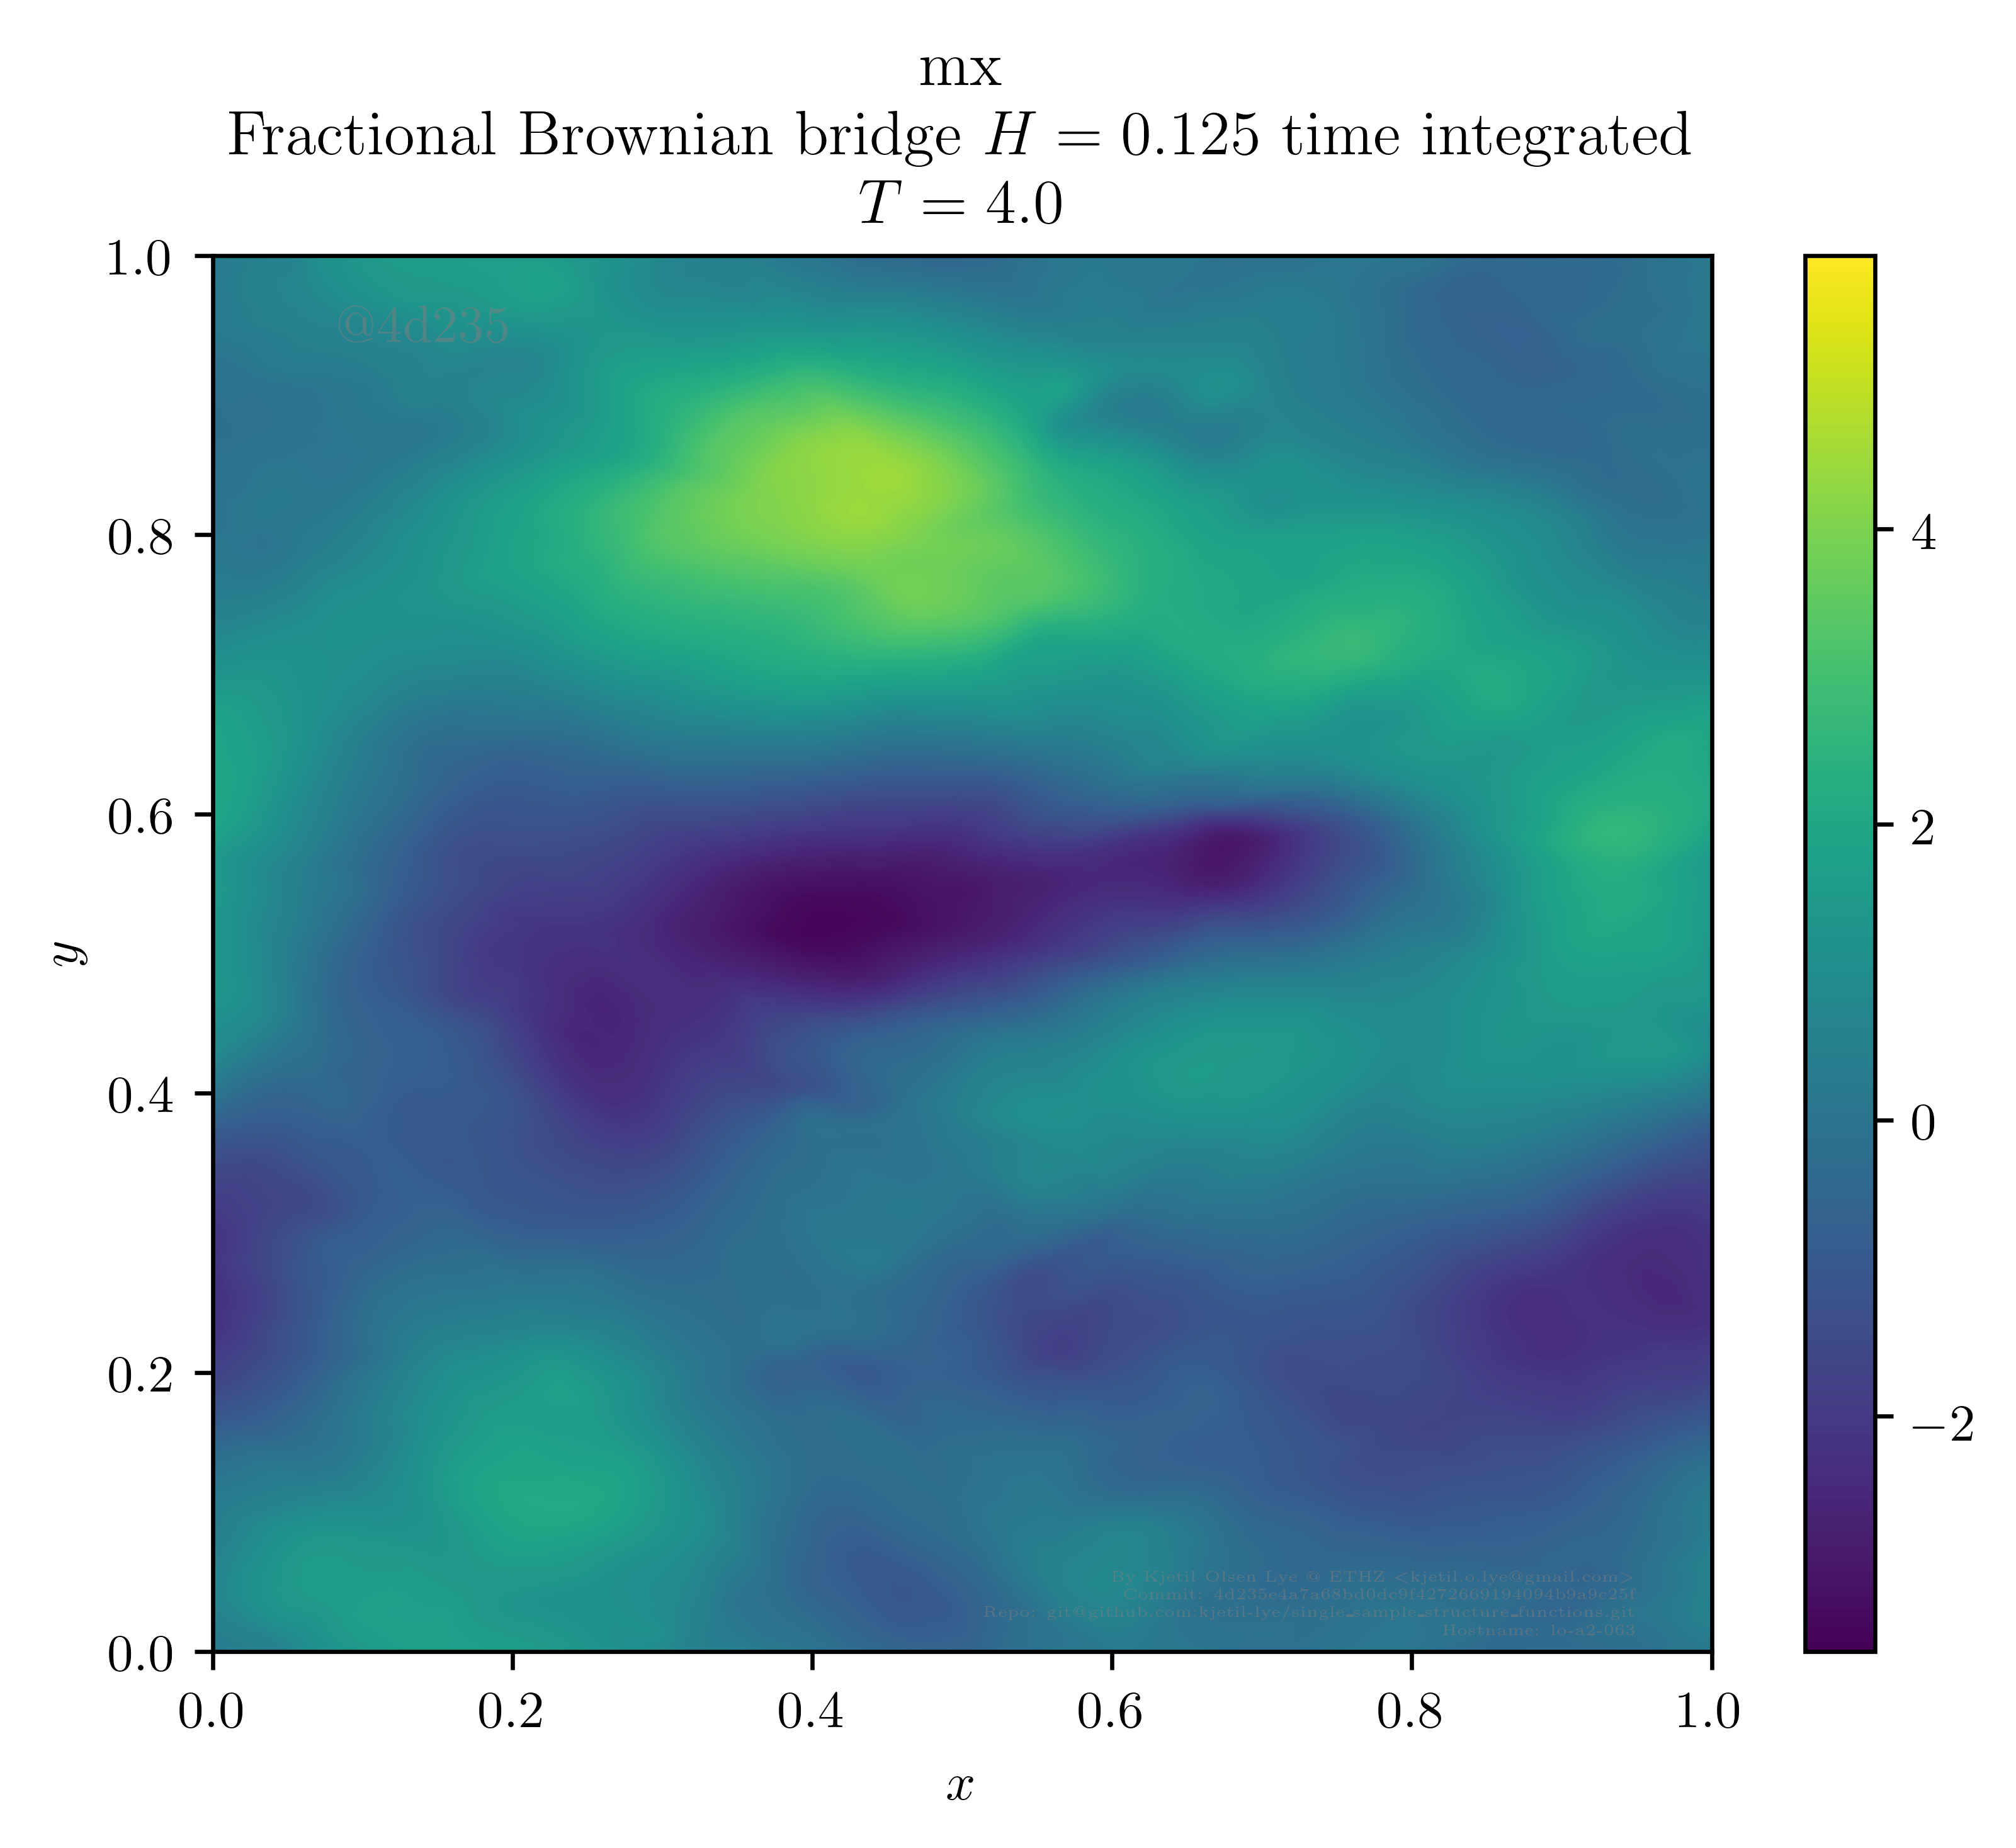 mx
Fractional Brownian bridge H = 0.125 time integrated
T = 4.0
1.0
@4d235
0.8
0.6
0.4
0.2
0.0
y
4
2
0
−2
By Kjetil Olsen Lye @ ETHZ <kjetil.o.lye@gmail.com>
Commit: 4d235e4a7a68bd0dc9f4272669194094b9a9c25f
Repo: git@github.com:kjetil-lye/single_sample_structure_functions.git
Hostname: lo-a2-063
0.0 0.2 0.4 0.6 0.8 1.0
x